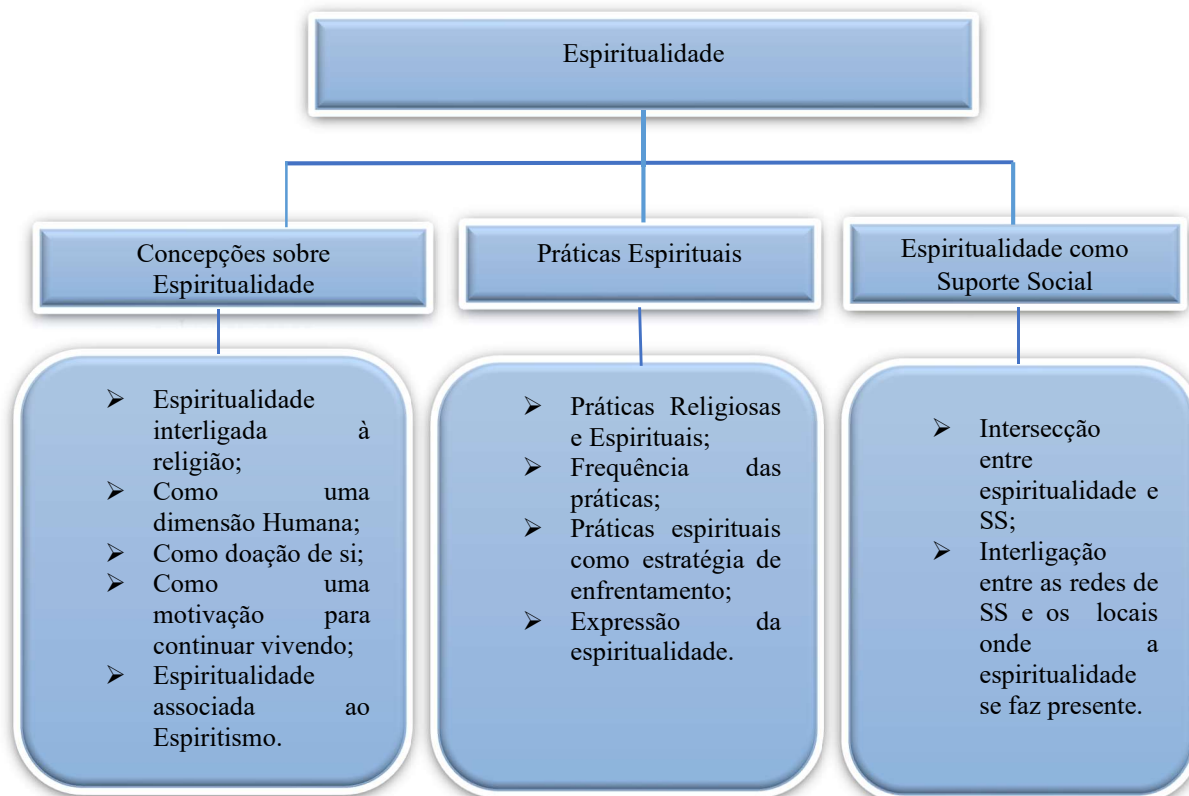 Espiritualidade
Concepções sobre
Espiritualidade
Práticas Espirituais
Espiritualidade como
Suporte Social
➢ Espiritualidade
interligada à
religião;
➢ Como uma
dimensão Humana;
➢ Como doação de si;
➢ Como uma
motivação para
continuar vivendo;
➢ Espiritualidade
associada ao
Espiritismo.
➢ Práticas Religiosas
e Espirituais;
➢ Frequência das
práticas;
➢ Práticas espirituais
como estratégia de
enfrentamento;
➢ Expressão da
espiritualidade.
➢ Intersecção
entre
espiritualidade e
SS;
➢ Interligação
entre as redes de
SS e os locais
onde a
espiritualidade
se faz presente.